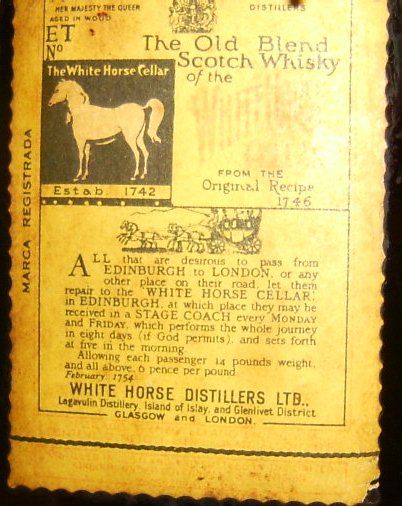 HER MAJESTY THE QUEEN
DISTILLERS
AGED IN WOOD
ET
No
The Old Blend
Scotch Whisky
of the
The White Horse Cellar
Estab. 1742
FROM THE
Original Recipe
1746
MARCA REGISTRADA
ALL that are desirous to pass from
EDINBURGH to LONDON, or any
other place on their road, let them
repair to the WHITE HORSE CELLAR,
in EDINBURGH, at which place they may be
received in a STAGE COACH every MONDAY
and FRIDAY, which performs the whole journey
in eight days (if God permits), and sets forth
at five in the morning.
Allowing each passenger 14 pounds weight,
and all above, 6 pence per pound.
February, 1754
WHITE HORSE DISTILLERS LTD.,
Lagavulin Distillery, Island of Islay, and Glenlivet District
GLASGOW and LONDON.